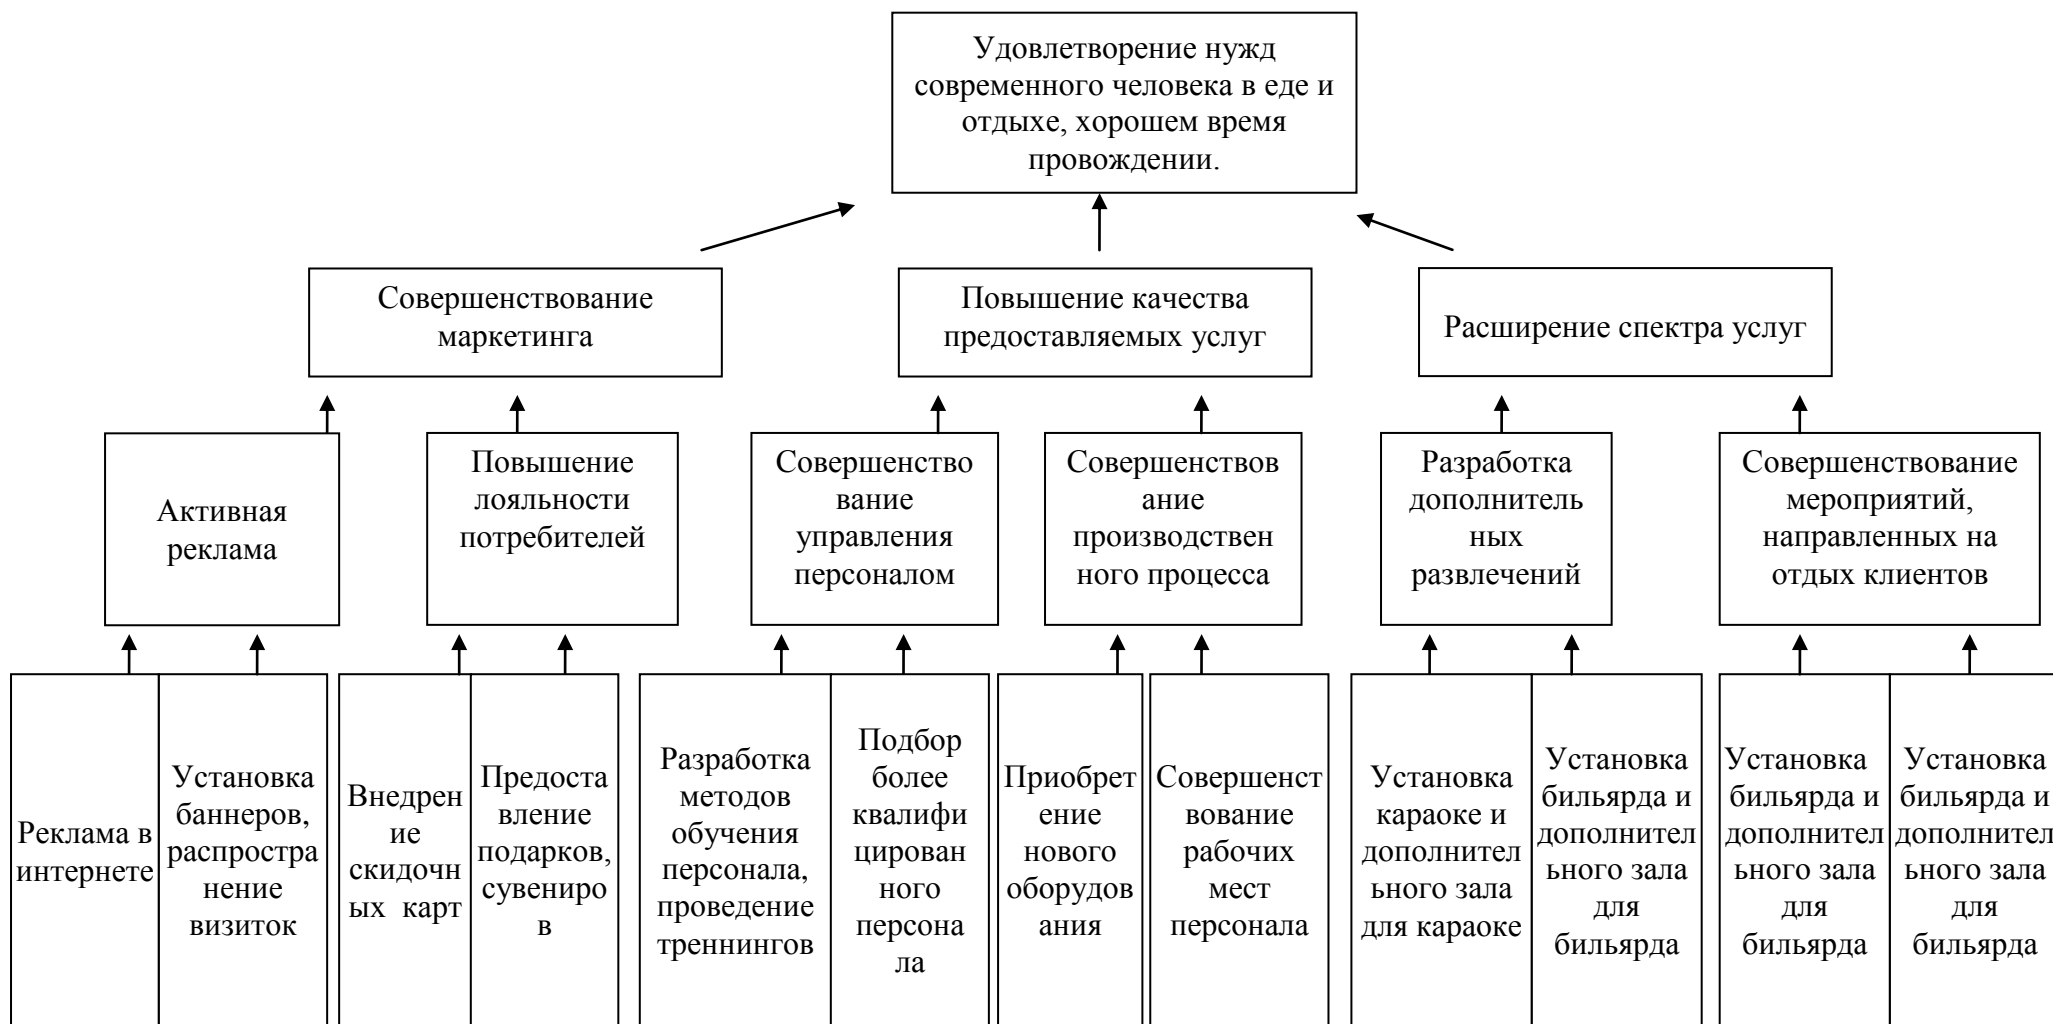 Удовлетворение нужд
современного человека в еде и
отдыхе, хорошем время
провождении.
Совершенствование
маркетинга
Повышение качества
предоставляемых услуг
Расширение спектра услуг
Активная
реклама
Повышение
лояльности
потребителей
Совершенство
вание
управления
персоналом
Совершенствов
ание
производствен
ного процесса
Разработка
дополнитель
ных
развлечений
Совершенствование
мероприятий,
направленных на
отдых клиентов
Реклама в
интернете
Установка
баннеров,
распростра
нение
визиток
Внедрен
ие
скидочн
ых карт
Предоста
вление
подарков,
сувениро
в
Разработка
методов
обучения
персонала,
проведение
треннингов
Подбор
более
квалифи
цирован
ного
персона
ла
Приобрет
ение
нового
оборудов
ания
Совершенст
вование
рабочих
мест
персонала
Установка
караоке и
дополнител
ьного зала
для караоке
Установка
бильярда и
дополнител
ьного зала
для
бильярда
Установка
бильярда и
дополнител
ьного зала
для
бильярда
Установка
бильярда и
дополнител
ьного зала
для
бильярда